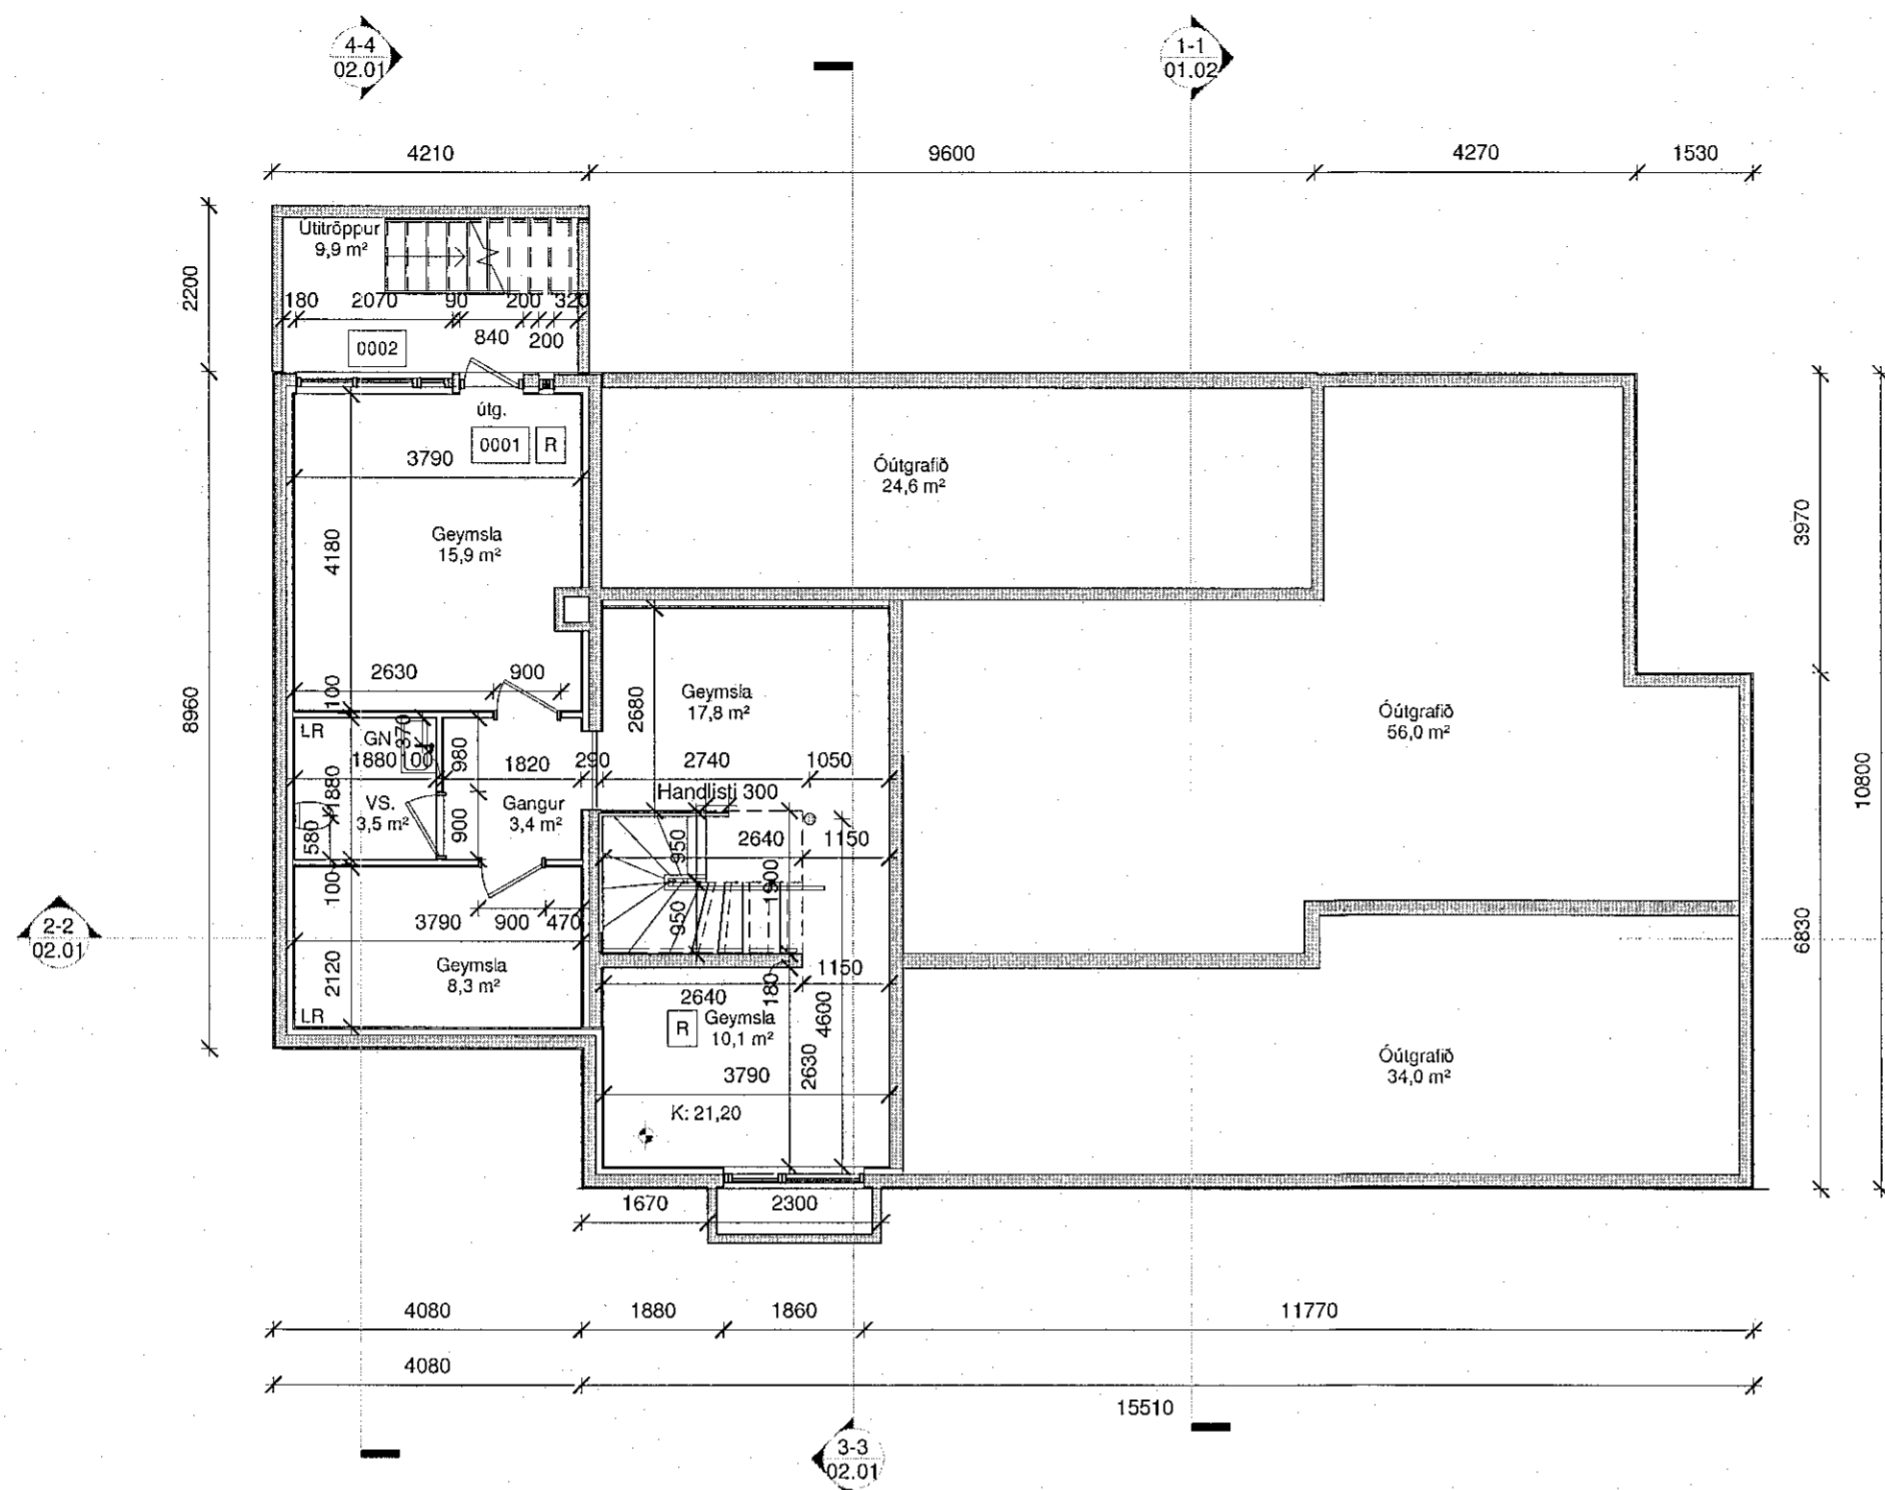 4-4
02.01
1-1
01.02
4210
9600
4270
1530
Útitröppur
9,9 m²
2200
180
2070
90
200
320
840
200
0002
útg.
0001
R
3790
Geymsla
15,9 m²
4180
Óútgrafið
24,6 m²
3970
2630
900
100
8960
2680
Geymsla
17,8 m²
Óútgrafið
56,0 m²
10800
LR
GN
370
1880
100
980
1820
290
2740
1050
Handlisti 300
1880
VS.
3,5 m²
580
900
Gangur
3,4 m²
950
2640
1150
1900
100
950
3790
900
470
2-2
02.01
6830
Geymsla
8,3 m²
2120
LR
1150
2640
180
R
Geymsla
10,1 m²
4600
2630
3790
K: 21,20
Óútgrafið
34,0 m²
1670
2300
4080
1880
1860
11770
4080
15510
3-3
02.01